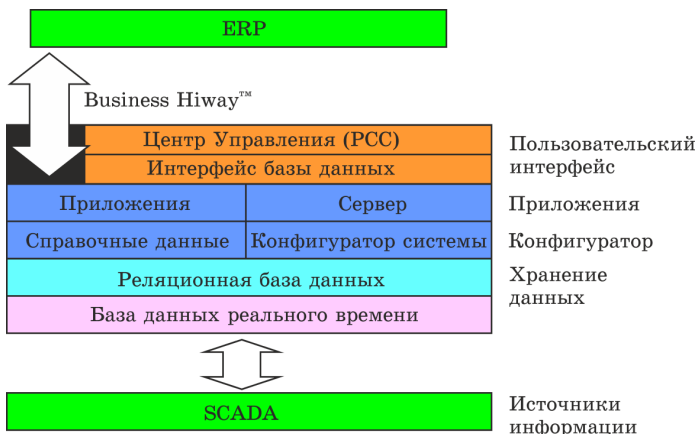 ERP
Business Hiway™
Центр Управления (PCC)
Интерфейс базы данных
Пользовательский
интерфейс
Приложения
Сервер
Приложения
Справочные данные
Конфигуратор системы
Конфигуратор
Реляционная база данных
Хранение
данных
База данных реального времени
SCADA
Источники
информации